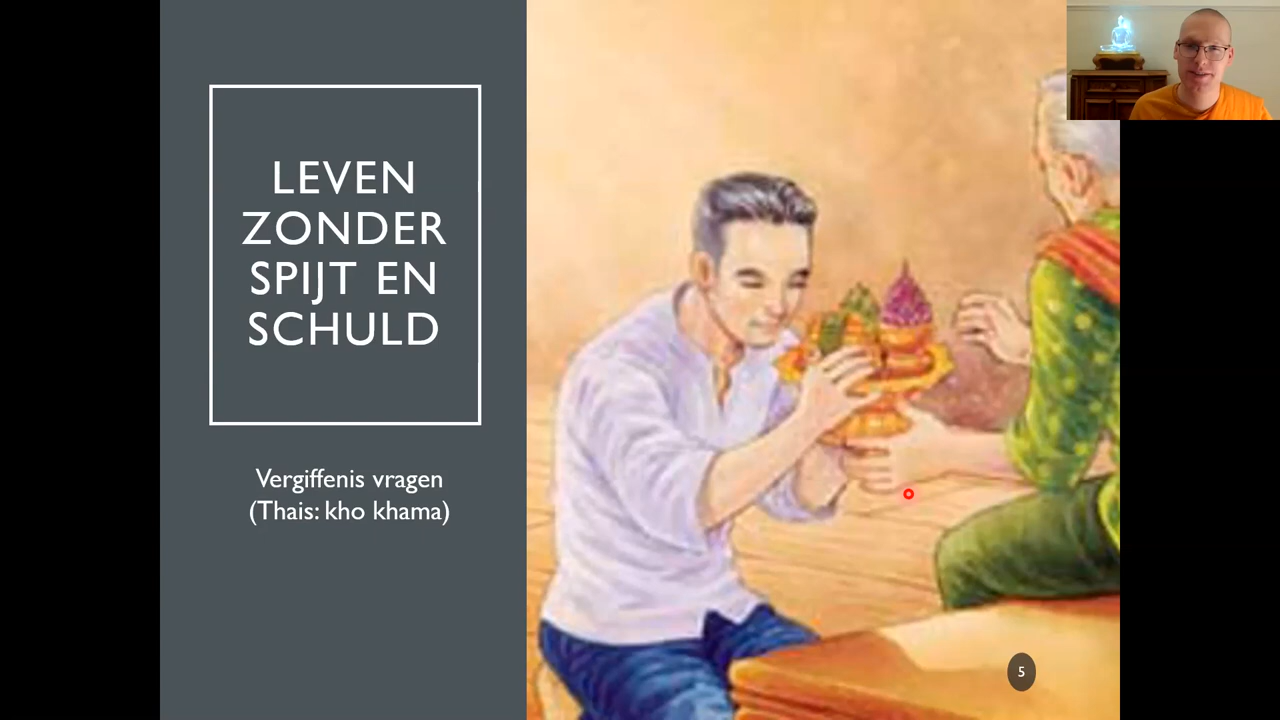 LEVEN
ZONDER
SPIJT EN
SCHULD
Vergiffenis vragen
(Thais: kho khama)
5